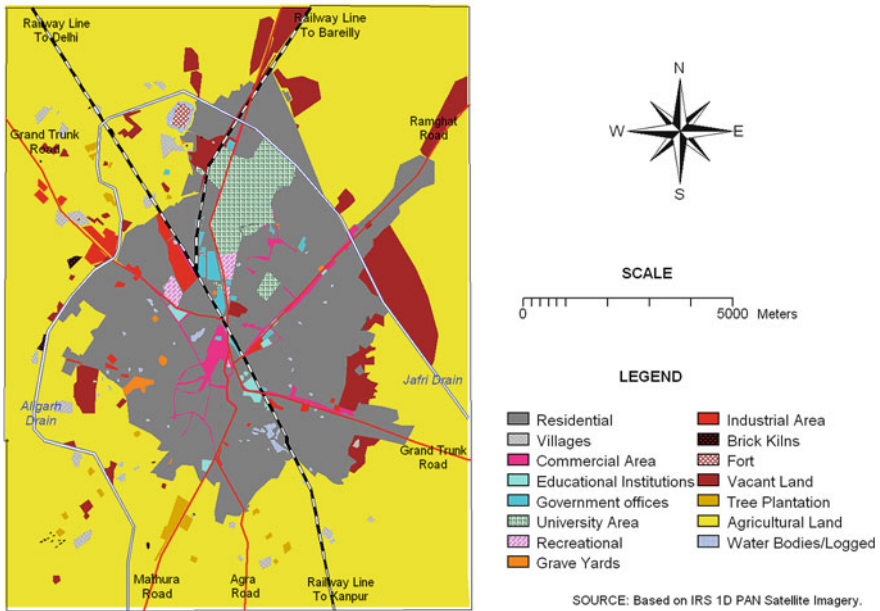 Railway Line
To Delhi
Railway Line
To Bareilly
Grand Trunk
Road
Ramghat
Road
Jafri Drain
Aligarh
Drain
Grand Trunk
Road
Mathura
Road
Agra
Road
Railway Line
To Kanpur
N
W
E
S
SCALE
0
5000 Meters
LEGEND
Residential
Villages
Commercial Area
Educational Institutions
Government offices
University Area
Recreational
Grave Yards
Industrial Area
Brick Kilns
Fort
Vacant Land
Tree Plantation
Agricultural Land
Water Bodies/Logged
SOURCE: Based on IRS 1D PAN Satellite Imagery.